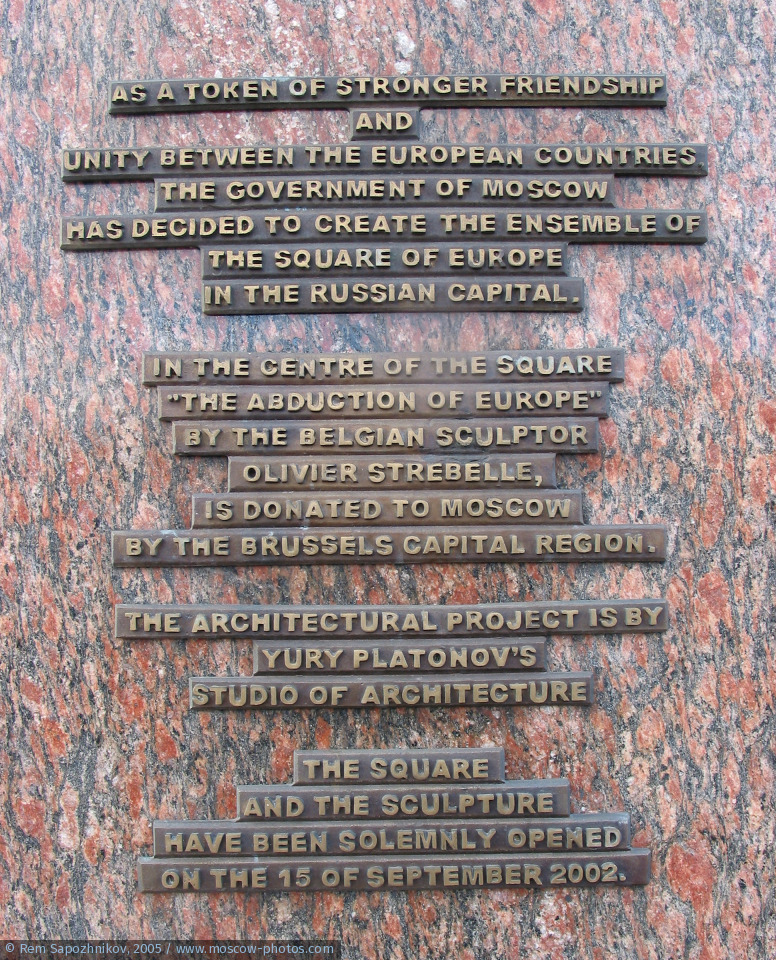 AS A TOKEN OF STRONGER FRIENDSHIP
AND
UNITY BETWEEN THE EUROPEAN COUNTRIES,
THE GOVERNMENT OF MOSCOW
HAS DECIDED TO CREATE THE ENSEMBLE OF
THE SQUARE OF EUROPE
IN THE RUSSIAN CAPITAL.
IN THE CENTRE OF THE SQUARE
"THE ABDUCTION OF EUROPE"
BY THE BELGIAN SCULPTOR
OLIVIER STREBELLE,
IS DONATED TO MOSCOW
BY THE BRUSSELS CAPITAL REGION.
THE ARCHITECTURAL PROJECT IS BY
YURY PLATONOV'S
STUDIO OF ARCHITECTURE
THE SQUARE
AND THE SCULPTURE
HAVE BEEN SOLEMNLY OPENED
ON THE 15 OF SEPTEMBER 2002.
© Rem Sapozhnikov, 2005 / www.moscow-photos.com